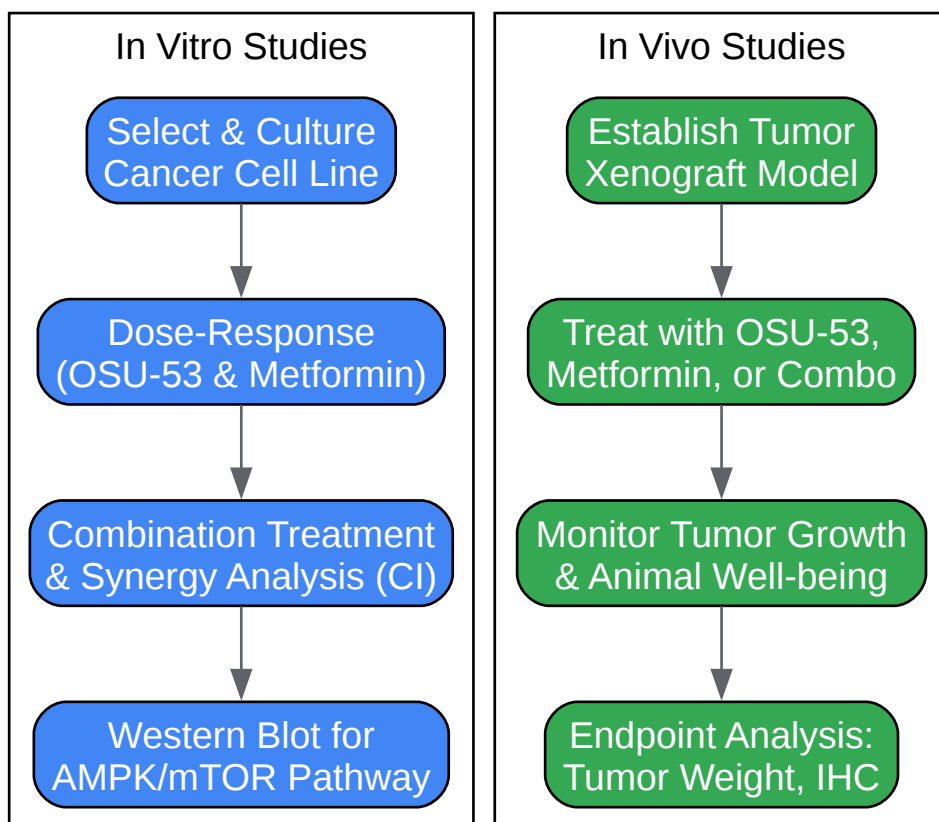 In Vitro Studies
Select & Culture
Cancer Cell Line
Dose-Response
(OSU-53 & Metformin)
Combination Treatment
& Synergy Analysis (CI)
Western Blot for
AMPK/mTOR Pathway
In Vivo Studies
Establish Tumor
Xenograft Model
Treat with OSU-53,
Metformin, or Combo
Monitor Tumor Growth
& Animal Well-being
Endpoint Analysis:
Tumor Weight, IHC